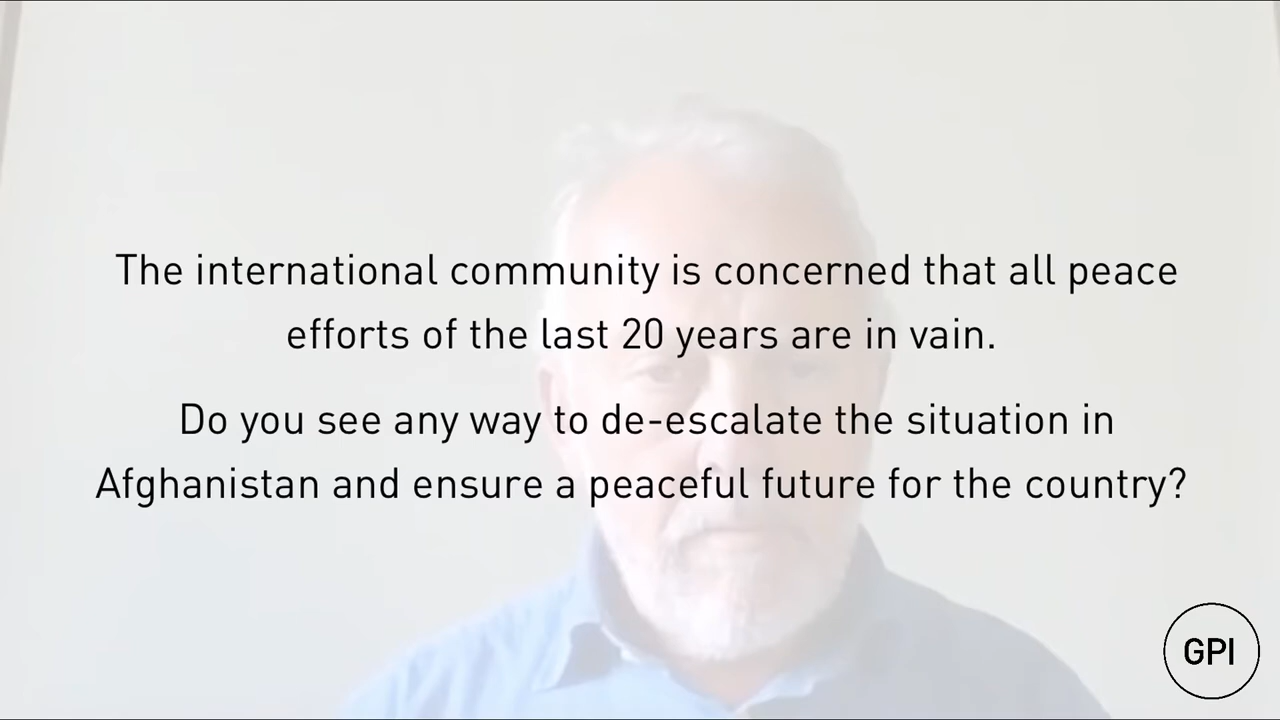 The international community is concerned that all peace
efforts of the last 20 years are in vain.
Do you see any way to de-escalate the situation in
Afghanistan and ensure a peaceful future for the country?
GPI